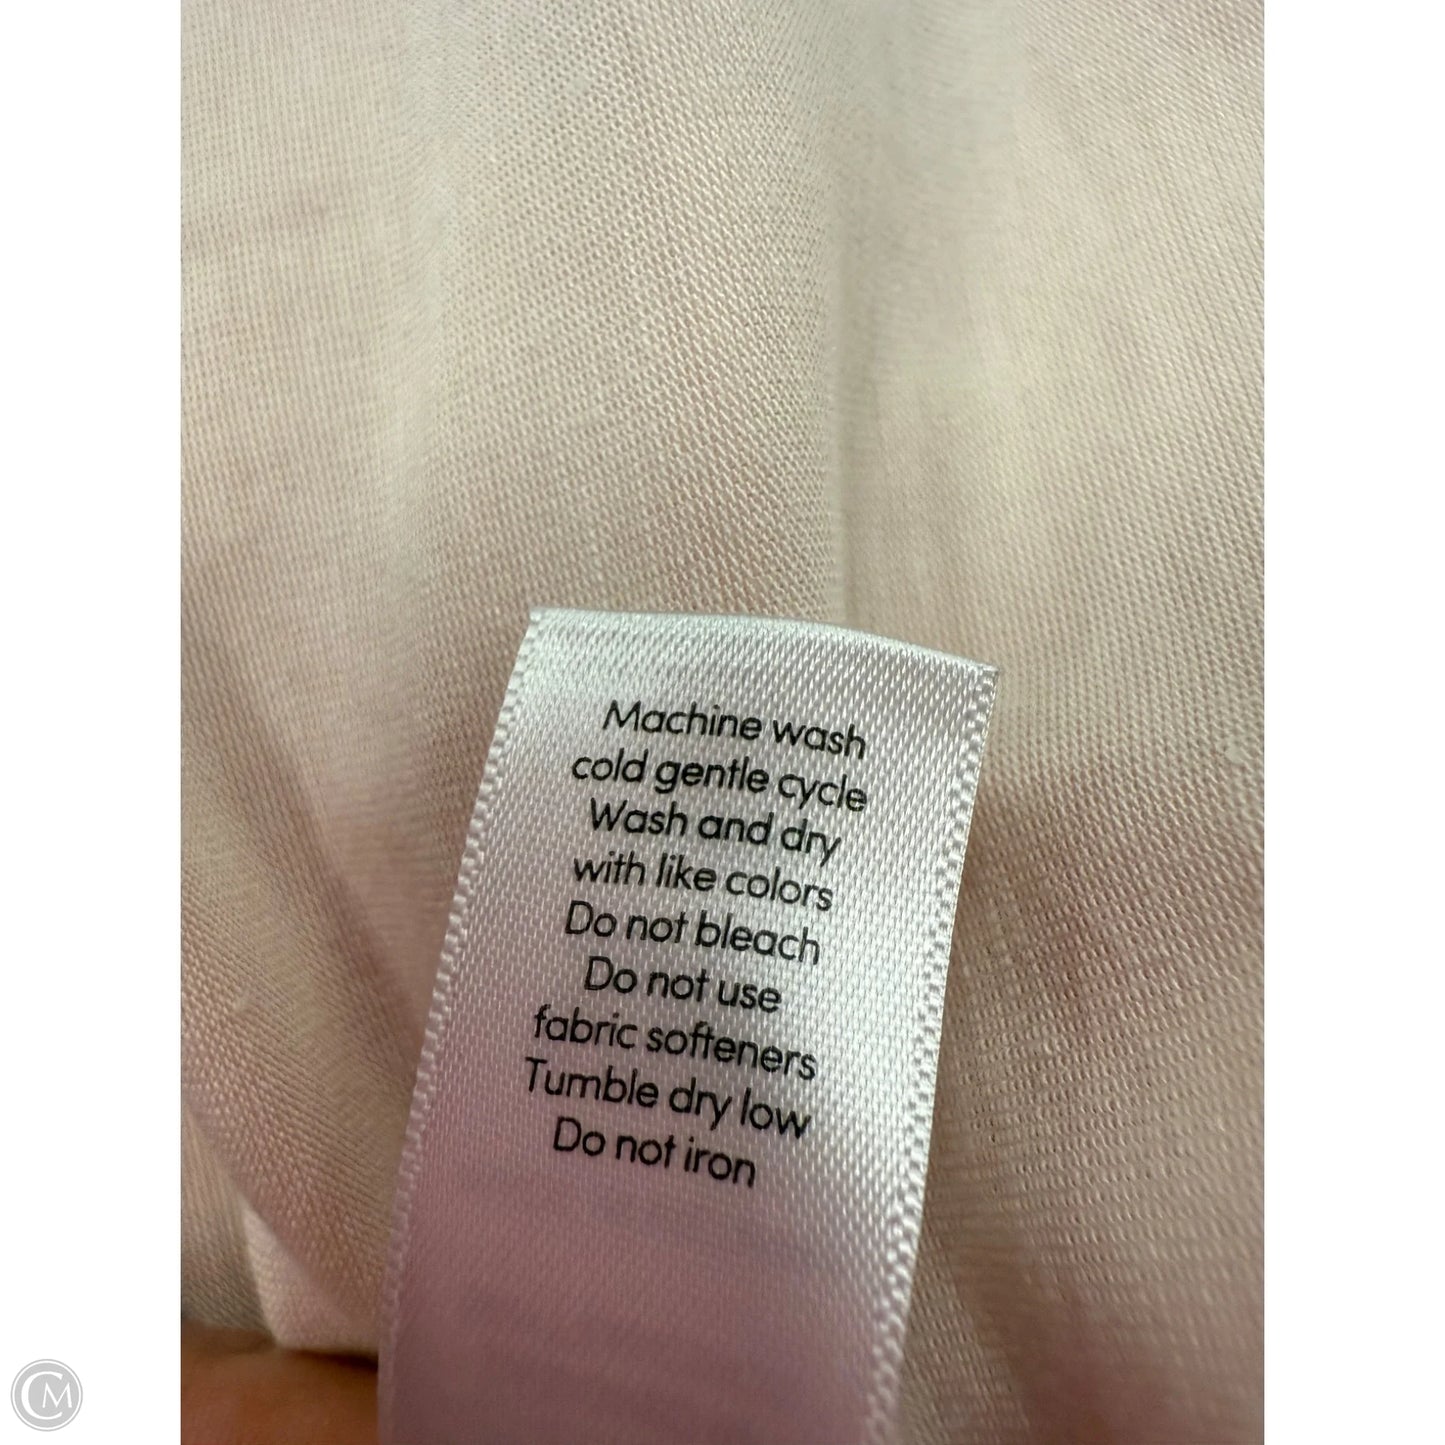 Machine wash
cold gentle cycle
Wash and dry
with like colors
Do not bleach
Do not use
fabric softeners
Tumble dry low
Do not iron
CM